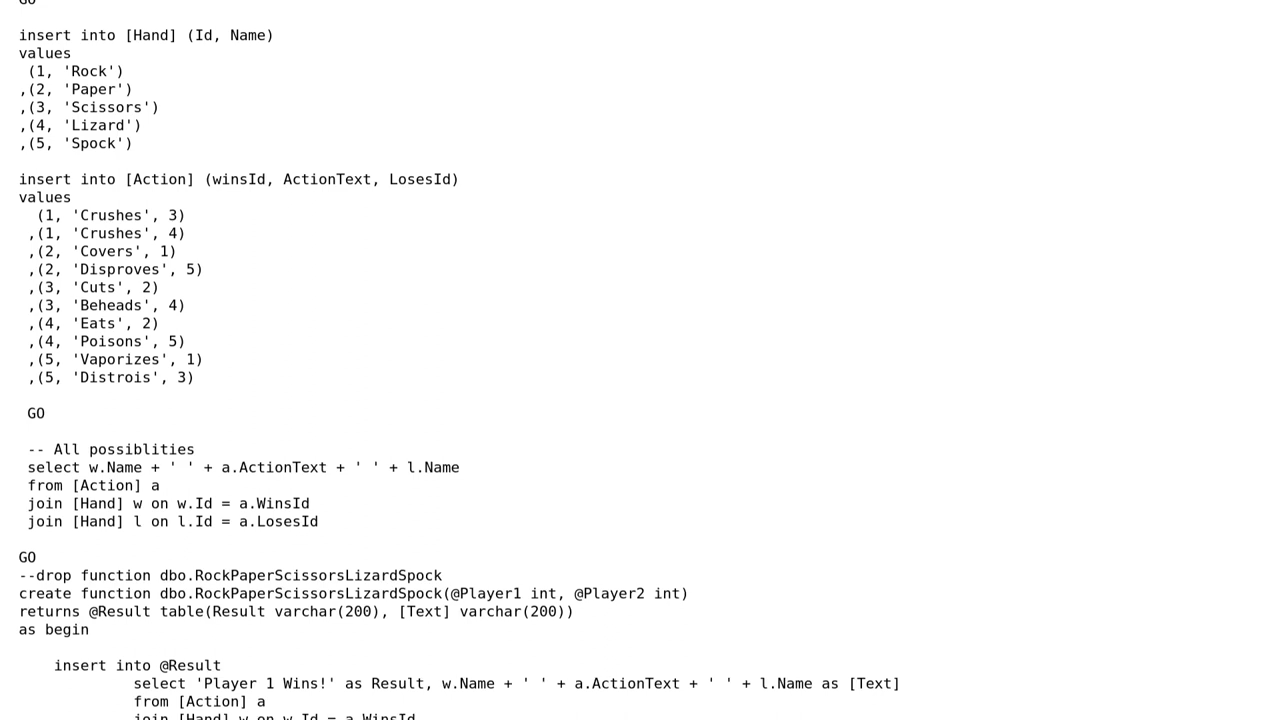 GO
insert into [Hand] (Id, Name)
values
 (1, 'Rock')
,(2, 'Paper')
,(3, 'Scissors')
,(4, 'Lizard')
,(5, 'Spock')
insert into [Action] (winsId, ActionText, LosesId)
values
  (1, 'Crushes', 3)
 ,(1, 'Crushes', 4)
 ,(2, 'Covers', 1)
 ,(2, 'Disproves', 5)
 ,(3, 'Cuts', 2)
 ,(3, 'Beheads', 4)
 ,(4, 'Eats', 2)
 ,(4, 'Poisons', 5)
 ,(5, 'Vaporizes', 1)
 ,(5, 'Distrois', 3)
 GO
 -- All possiblities
 select w.Name + ' ' + a.ActionText + ' ' + l.Name
 from [Action] a
 join [Hand] w on w.Id = a.WinsId
 join [Hand] l on l.Id = a.LosesId
GO
--drop function dbo.RockPaperScissorsLizardSpock
create function dbo.RockPaperScissorsLizardSpock(@Player1 int, @Player2 int)
returns @Result table(Result varchar(200), [Text] varchar(200))
as begin
    insert into @Result
             select 'Player 1 Wins!' as Result, w.Name + ' ' + a.ActionText + ' ' + l.Name as [Text]
             from [Action] a
             join [Hand] w on w.Id = a.WinsId